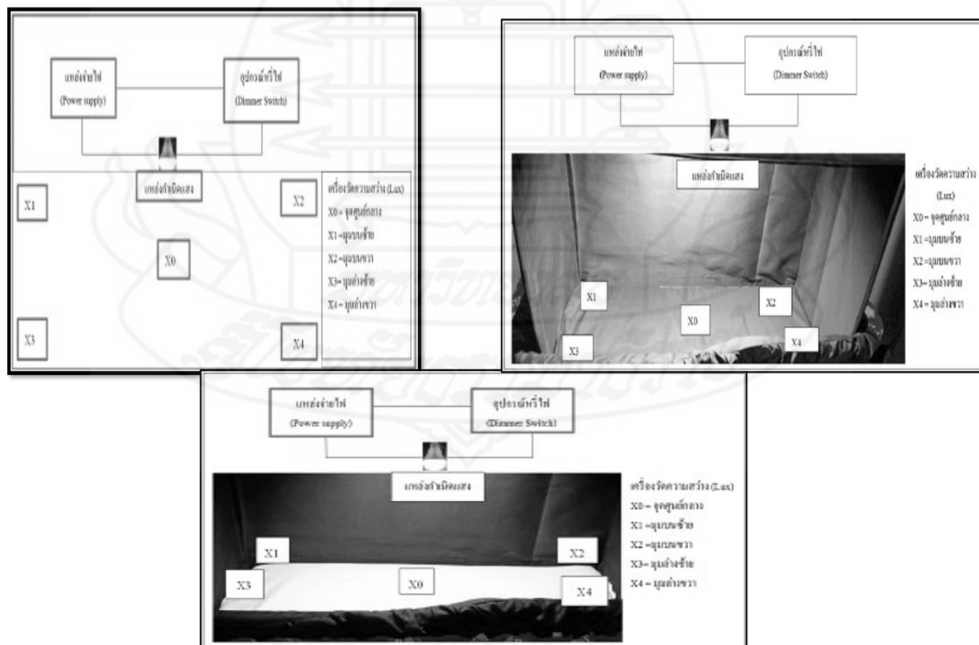 แหล่งจ่ายไฟ
(Power supply)
อุปกรณ์หรี่ไฟ
(Dimmer Switch)
แหล่งกำเนิดแสง
X1
X2
X0
X3
X4
เครื่องวัดความสว่าง (Lux)
X0 = จุดศูนย์กลาง
X1 =มุมบนซ้าย
X2 =มุมบนขวา
X3= มุมล่างซ้าย
X4 = มุมล่างขวา
แหล่งจ่ายไฟ
(Power supply)
อุปกรณ์หรี่ไฟ
(Dimmer Switch)
แหล่งกำเนิดแสง
X1
X2
X0
X3
X4
เครื่องวัดความสว่าง
(Lux)
X0= จุดศูนย์กลาง
X1 =มุมบนซ้าย
X2 =มุมบนขวา
X3= มุมล่างซ้าย
X4 = มุมล่างขวา
แหล่งจ่ายไฟ
(Power supply)
อุปกรณ์หรี่ไฟ
(Dimmer Switch)
แหล่งกำเนิดแสง
X1
X2
X3
X0
X4
เครื่องวัดความสว่าง (Lux)
X0 = จุดศูนย์กลาง
X1 =มุมบนซ้าย
X2 =มุมบนขวา
X3= มุมล่างซ้าย
X4 = มุมล่างขวา